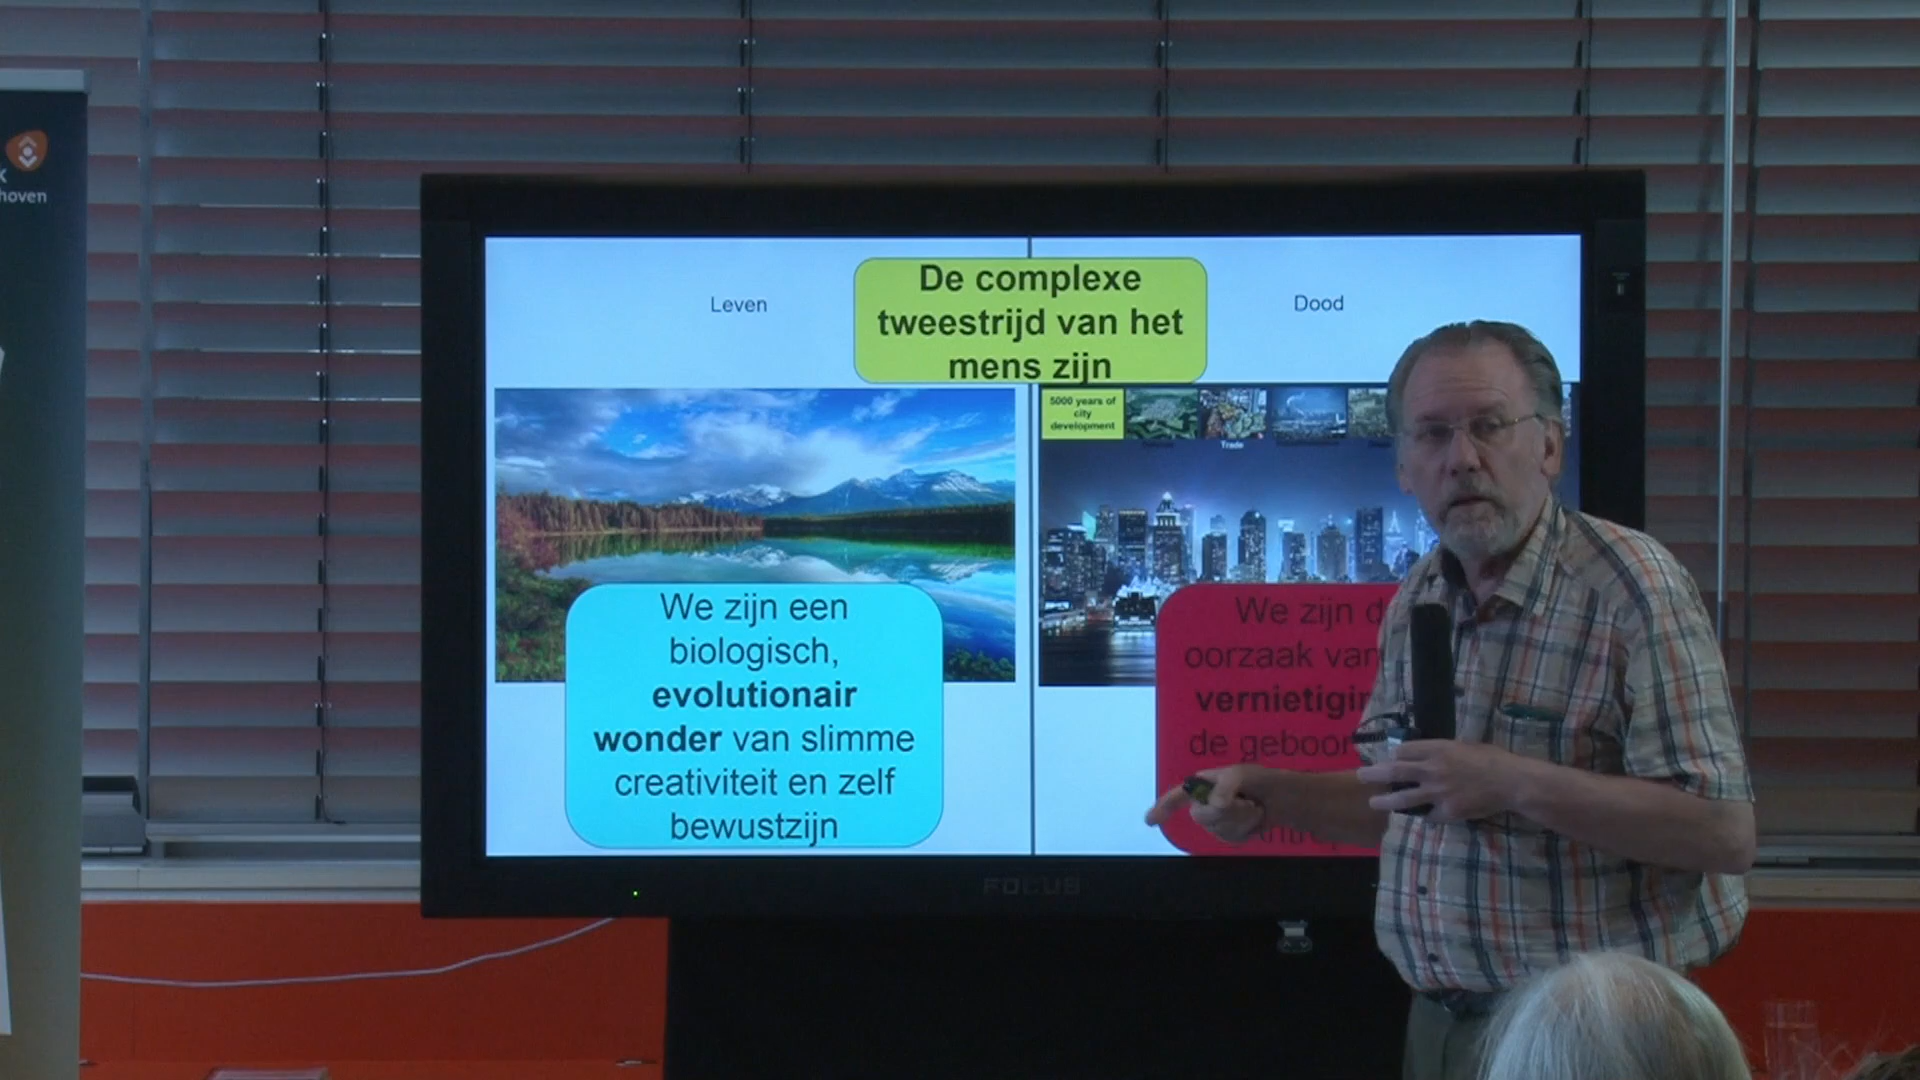 hoven
Leven
De complexe
tweestrijd van het
mens zijn
Dood
5000 years of
city
development
Trade
We zijn een
biologisch,
evolutionair
wonder van slimme
creativiteit en zelf
bewustzijn
We zijn d
oorzaak van
vernietigin
de geboor
FOCUS